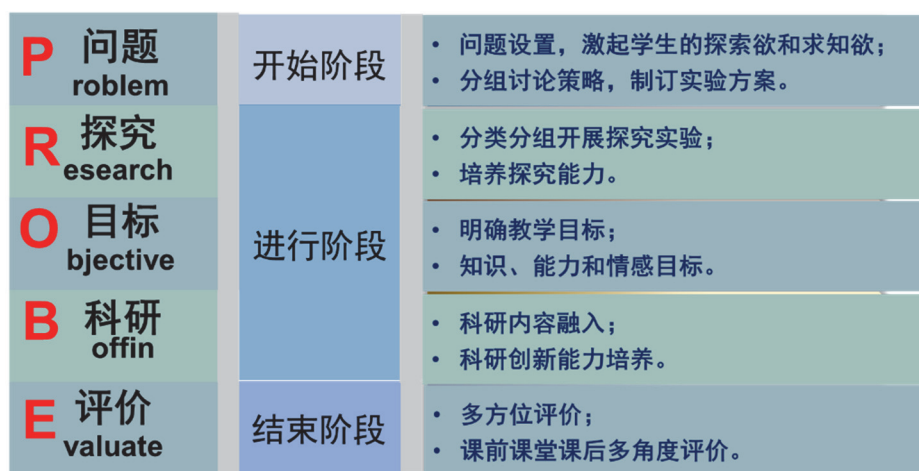 P 问题 roblem
开始阶段
• 问题设置，激起学生的探索欲和求知欲；
• 分组讨论策略，制订实验方案。
R 探究 esearch
进行阶段
• 分类分组开展探究实验；
• 培养探究能力。
O 目标 bjective
• 明确教学目标；
• 知识、能力和情感目标。
B 科研 offin
• 科研内容融入；
• 科研创新能力培养。
E 评价 valuate
结束阶段
• 多方位评价；
• 课前课堂课后多角度评价。